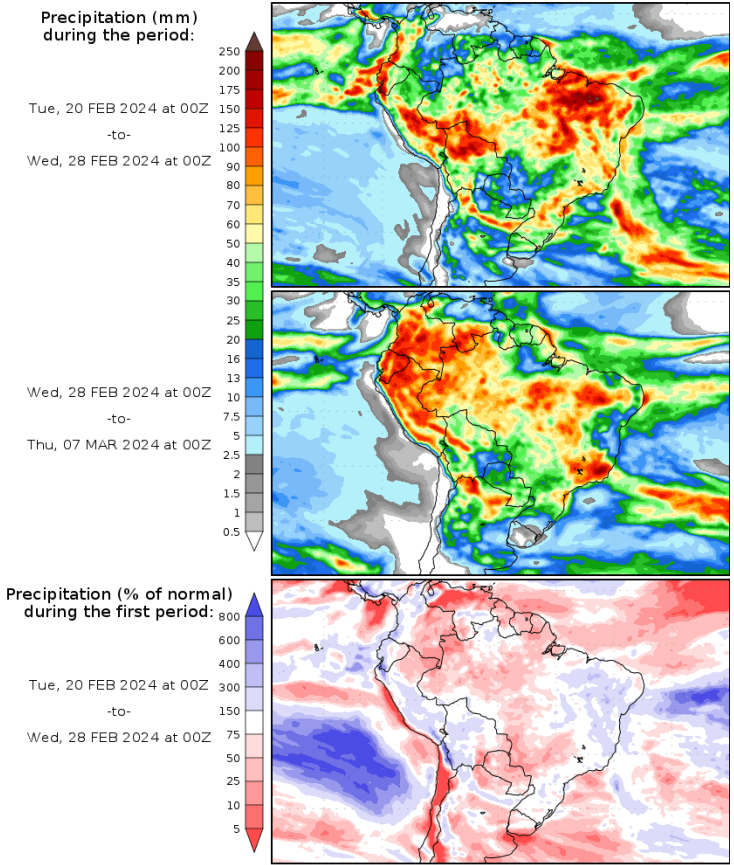 Precipitation (mm)
during the period:
Tue, 20 FEB 2024 at 00Z
-to-
Wed, 28 FEB 2024 at 00Z
250
200
175
150
125
100
90
80
70
60
50
40
35
30
25
20
16
13
10
7.5
5
2.5
2
1.5
1
0.5
Wed, 28 FEB 2024 at 00Z
-to-
Thu, 07 MAR 2024 at 00Z
Precipitation (% of normal)
during the first period:
Tue, 20 FEB 2024 at 00Z
-to-
Wed, 28 FEB 2024 at 00Z
800
600
400
300
150
75
50
25
10
5